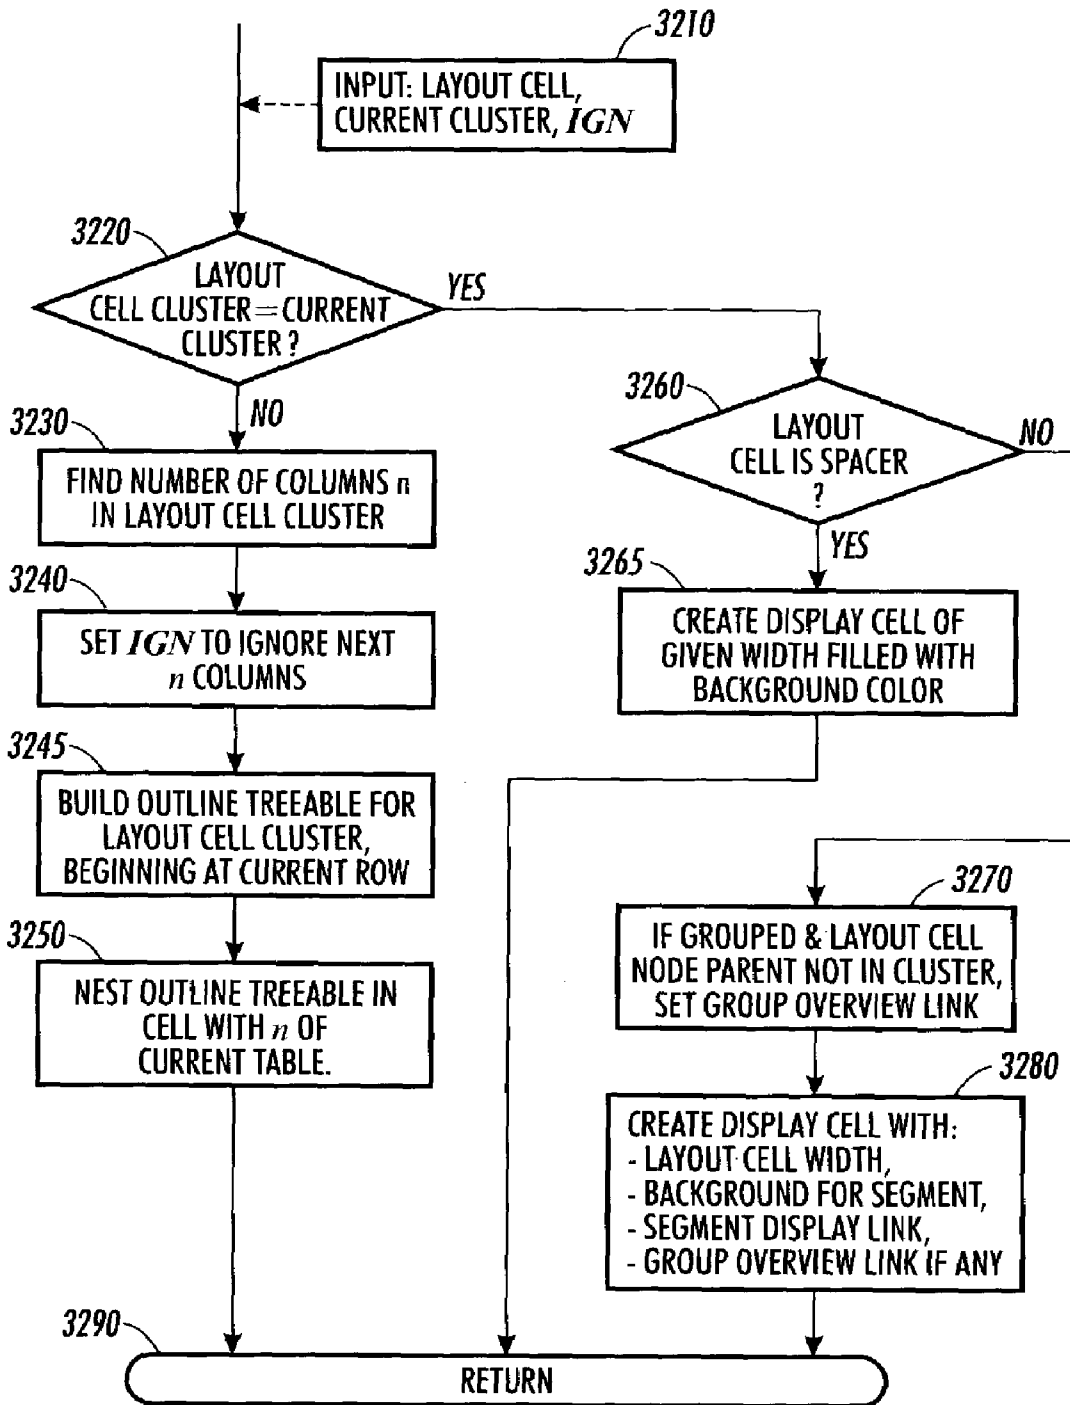 3210
INPUT: LAYOUT CELL,
CURRENT CLUSTER, IGN
3220
LAYOUT
CELL CLUSTER=CURRENT
CLUSTER?
YES
NO
3230
FIND NUMBER OF COLUMNS n
IN LAYOUT CELL CLUSTER
3240
SET IGN TO IGNORE NEXT
n COLUMNS
3245
BUILD OUTLINE TREEABLE FOR
LAYOUT CELL CLUSTER,
BEGINNING AT CURRENT ROW
3250
NEST OUTLINE TREEABLE IN
CELL WITH n OF
CURRENT TABLE.
3260
LAYOUT
CELL IS SPACER
?
NO
YES
3265
CREATE DISPLAY CELL OF
GIVEN WIDTH FILLED WITH
BACKGROUND COLOR
3270
IF GROUPED & LAYOUT CELL
NODE PARENT NOT IN CLUSTER,
SET GROUP OVERVIEW LINK
3280
CREATE DISPLAY CELL WITH:
- LAYOUT CELL WIDTH,
- BACKGROUND FOR SEGMENT,
- SEGMENT DISPLAY LINK,
- GROUP OVERVIEW LINK IF ANY
3290
RETURN